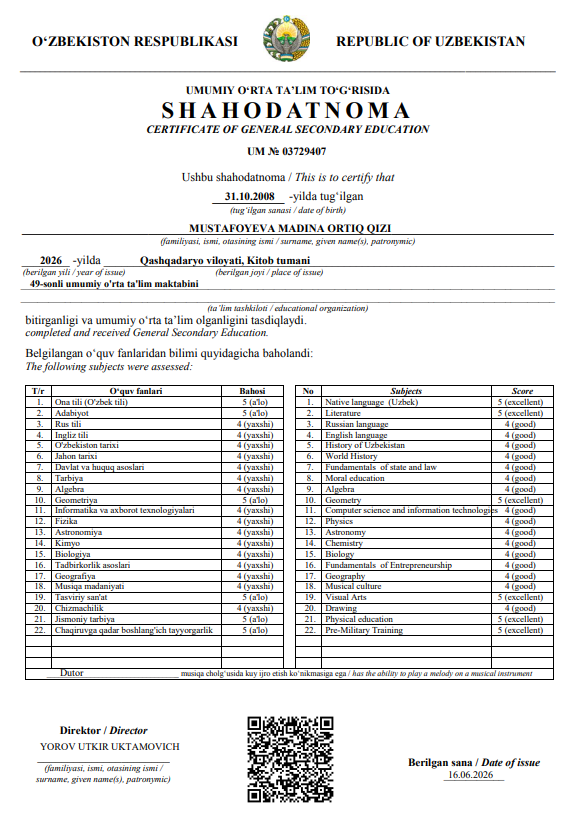 O‘ZBEKISTON RESPUBLIKASI REPUBLIC OF UZBEKISTAN
UMUMIY O‘RTA TA’LIM TO‘G‘RISIDA
SHAHODATNOMA
CERTIFICATE OF GENERAL SECONDARY EDUCATION
UM № 03729407
Ushbu shahodatnoma / This is to certify that
31.10.2008 -yilda tug‘ilgan
(tug‘ilgan sanasi / date of birth)
MUSTAFOYEVA MADINA ORTIQ QIZI
(familiyasi, ismi, otasining ismi / surname, given name(s), patronymic)
2026 -yilda Qashqadaryo viloyati, Kitob tumani
(berilgan yili / year of issue) (berilgan joyi / place of issue)
49-sonli umumiy o'rta ta'lim maktabini
(ta’lim tashkiloti / educational organization)
bitirganligi va umumiy o‘rta ta’lim olganligini tasdiqlaydi.
completed and received General Secondary Education.
Belgilangan o‘quv fanlaridan bilimi quyidagicha baholandi:
The following subjects were assessed:
T/r O‘quv fanlari Bahosi No Subjects Score
1. Ona tili (O'zbek tili) 5 (a'lo) 1. Native language (Uzbek) 5 (excellent)
2. Adabiyot 5 (a'lo) 2. Literature 5 (excellent)
3. Rus tili 4 (yaxshi) 3. Russian language 4 (good)
4. Ingliz tili 4 (yaxshi) 4. English language 4 (good)
5. O'zbekiston tarixi 4 (yaxshi) 5. History of Uzbekistan 4 (good)
6. Jahon tarixi 4 (yaxshi) 6. World History 4 (good)
7. Davlat va huquq asoslari 4 (yaxshi) 7. Fundamentals of state and law 4 (good)
8. Tarbiya 4 (yaxshi) 8. Moral education 4 (good)
9. Algebra 4 (yaxshi) 9. Algebra 4 (good)
10. Geometriya 5 (a'lo) 10. Geometry 5 (excellent)
11. Informatika va axborot texnologiyalari 4 (yaxshi) 11. Computer science and information technologies 4 (good)
12. Fizika 4 (yaxshi) 12. Physics 4 (good)
13. Astronomiya 4 (yaxshi) 13. Astronomy 4 (good)
14. Kimyo 4 (yaxshi) 14. Chemistry 4 (good)
15. Biologiya 4 (yaxshi) 15. Biology 4 (good)
16. Tadbirkorlik asoslari 4 (yaxshi) 16. Fundamentals of Entrepreneurship 4 (good)
17. Geografiya 4 (yaxshi) 17. Geography 4 (good)
18. Musiqa madaniyati 4 (yaxshi) 18. Musical culture 4 (good)
19. Tasviriy san'at 5 (a'lo) 19. Visual Arts 5 (excellent)
20. Chizmachilik 4 (yaxshi) 20. Drawing 4 (good)
21. Jismoniy tarbiya 5 (a'lo) 21. Physical education 5 (excellent)
22. Chaqiruvga qadar boshlang'ich tayyorgarlik 5 (a'lo) 22. Pre-Military Training 5 (excellent)
Dutor musiqa cholg‘usida kuy ijro etish ko‘nikmasiga ega / has the ability to play a melody on a musical instrument
Direktor / Director
YOROV UTKIR UKTAMOVICH
(familiyasi, ismi, otasining ismi /
surname, given name(s), patronymic)
Berilgan sana / Date of issue
16.06.2026